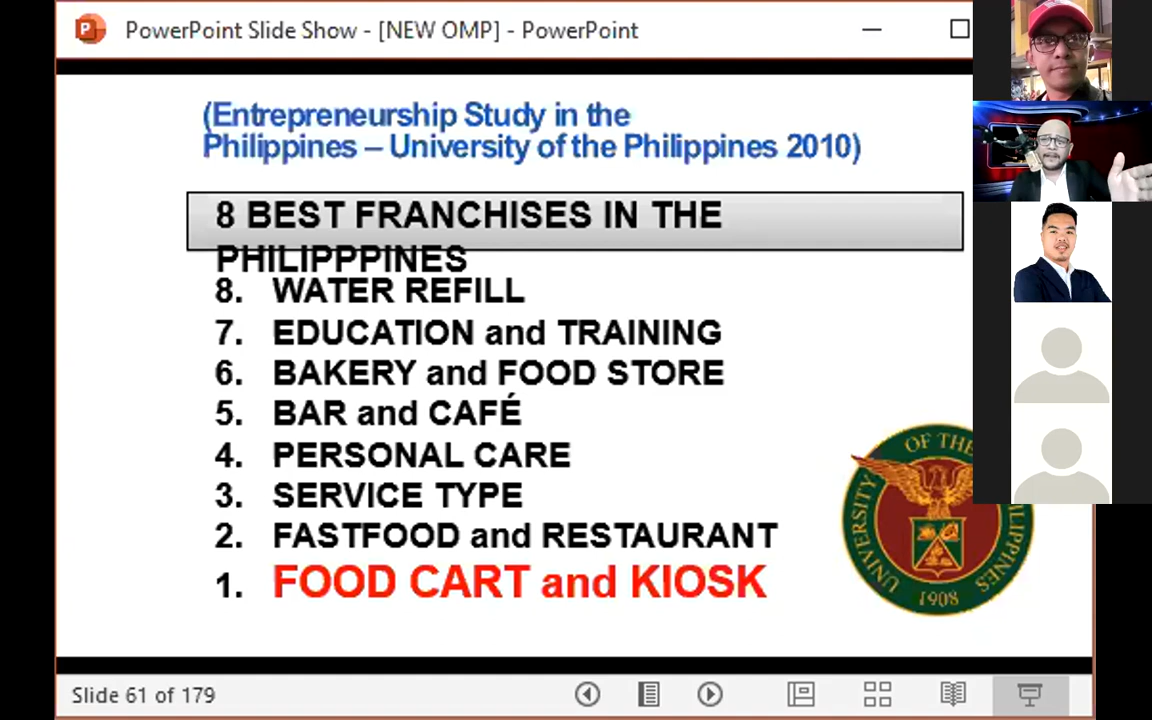 PowerPoint Slide Show - [NEW OMP] - PowerPoint
(Entrepreneurship Study in the
Philippines – University of the Philippines 2010)
8 BEST FRANCHISES IN THE
PHILIPPPINES
8. WATER REFILL
7. EDUCATION and TRAINING
6. BAKERY and FOOD STORE
5. BAR and CAFÉ
4. PERSONAL CARE
3. SERVICE TYPE
2. FASTFOOD and RESTAURANT
1. FOOD CART and KIOSK
UNIVERSITY OF THE PHILIPPINES
1908
Slide 61 of 179